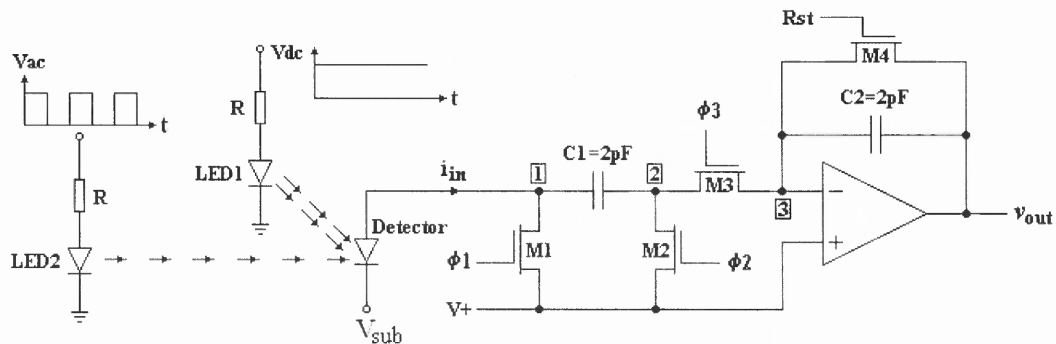 Rst
Vac
Vdc
M4
t
R
C2=2pF
t
ϕ3
C1=2pF
LED1
i_in
1
2
M3
3
−
R
Detector
v_out
LED2
M1
M2
+
ϕ1
ϕ2
V+
V_sub